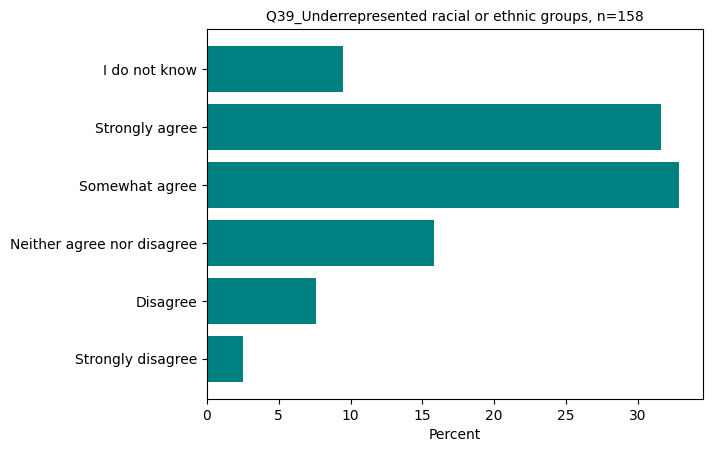 Q39_Underrepresented racial or ethnic groups, n=158
I do not know
Strongly agree
Somewhat agree
Neither agree nor disagree
Disagree
Strongly disagree
0 5 10 15 20 25 30
Percent